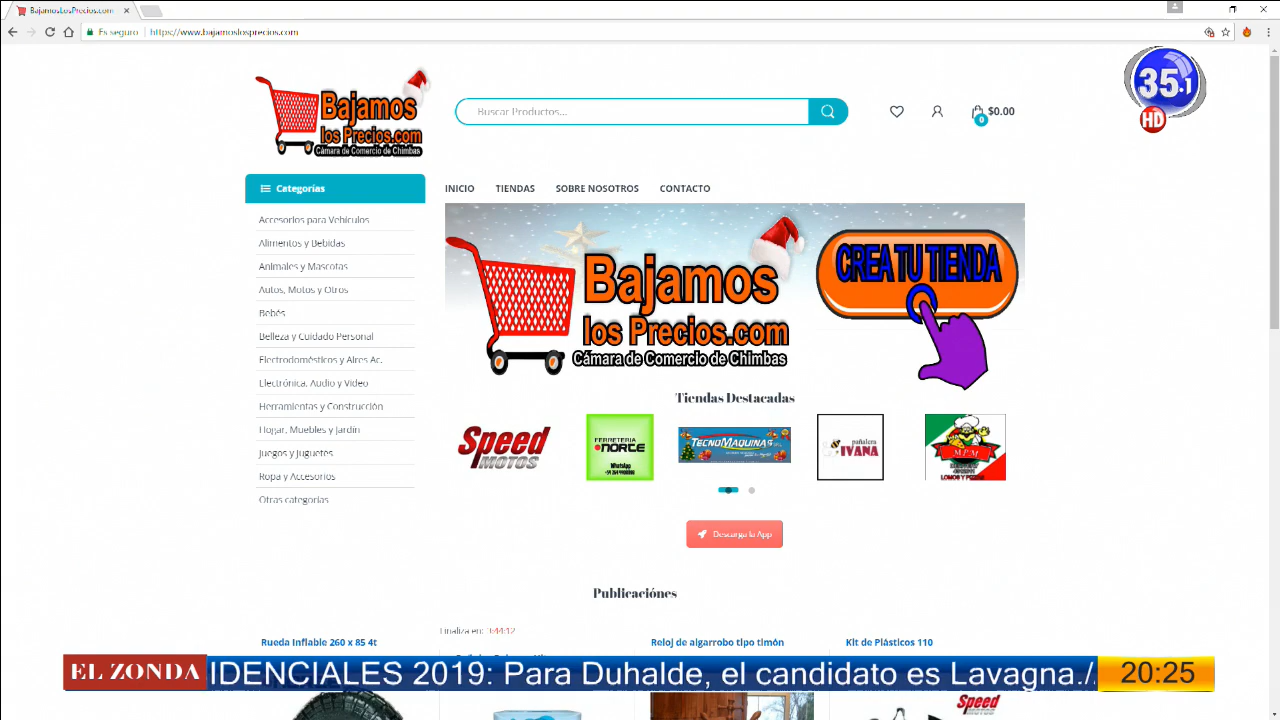 BajamosLosPrecios.com
Es seguro
https://www.bajamoslosprecios.com
35.1
HD
Bajamos
los Precios.com
Cámara de Comercio de Chimbas
Buscar Productos...
0
$0.00
Categorías
INICIO
TIENDAS
SOBRE NOSOTROS
CONTACTO
Accesorios para Vehículos
Alimentos y Bebidas
Animales y Mascotas
Autos, Motos y Otros
Bebés
Belleza y Cuidado Personal
Electrodomésticos y Aires Ac.
Electrónica, Audio y Video
Herramientas y Construcción
Hogar, Muebles y Jardín
Juegos y Juguetes
Ropa y Accesorios
Otras categorías
Bajamos
los Precios.com
Cámara de Comercio de Chimbas
CREA TU TIENDA
Tiendas Destacadas
Speed
MOTOS
FERRETERIA
NORTE
WhatsApp
TECNOMAQUINAS
pañalera
IVANA
M.P.M
LOMOS Y PIZZAS
Descarga la App
Publicaciónes
Finaliza en:
Rueda Inflable 260 x 85 4t
Reloj de algarrobo tipo timón
Kit de Plásticos 110
EL ZONDA
IDENCIALES 2019: Para Duhalde, el candidato es Lavagna./.
20:25
Speed